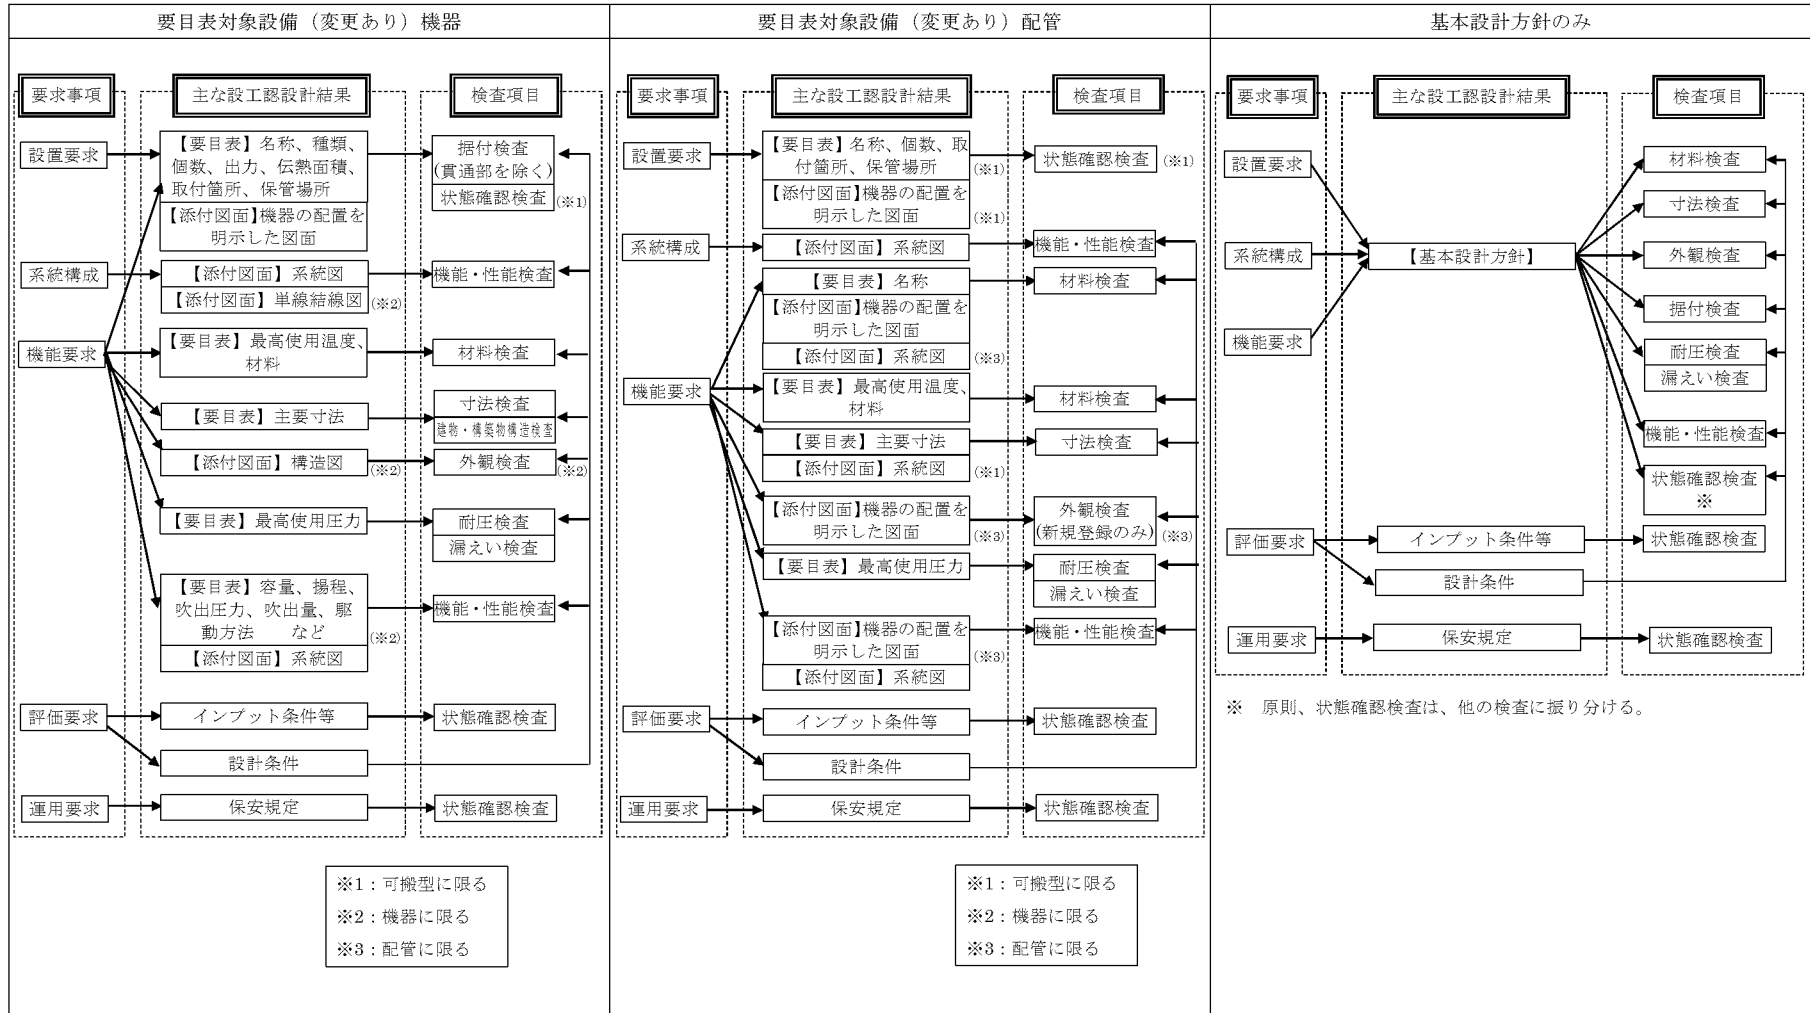 要目表対象設備（変更あり）機器
要求事項
主な設工認設計結果
検査項目
設置要求
【要目表】名称、種類、
個数、出力、伝熱面積、
取付箇所、保管場所
【添付図面】機器の配置を
明示した図面
据付検査
(貫通部を除く)
状態確認検査
(※1)
系統構成
【添付図面】系統図
【添付図面】単線結線図
(※2)
機能・性能検査
機能要求
【要目表】最高使用温度、
材料
材料検査
【要目表】主要寸法
寸法検査
建物・構築物構造検査
【添付図面】構造図
(※2)
外観検査
(※2)
【要目表】最高使用圧力
耐圧検査
漏えい検査
【要目表】容量、揚程、
吹出圧力、吹出量、駆
動方法　など
(※2)
【添付図面】系統図
機能・性能検査
評価要求
インプット条件等
状態確認検査
設計条件
運用要求
保安規定
状態確認検査
※1：可搬型に限る
※2：機器に限る
※3：配管に限る
要目表対象設備（変更あり）配管
要求事項
主な設工認設計結果
検査項目
設置要求
【要目表】名称、個数、取
付箇所、保管場所
(※1)
【添付図面】機器の配置を
明示した図面
(※1)
状態確認検査
(※1)
系統構成
【添付図面】系統図
機能・性能検査
【要目表】名称
【添付図面】機器の配置を
明示した図面
【添付図面】系統図
(※3)
材料検査
機能要求
【要目表】最高使用温度、
材料
材料検査
【要目表】主要寸法
【添付図面】系統図
(※1)
寸法検査
【添付図面】機器の配置を
明示した図面
(※3)
外観検査
(新規登録のみ)
(※3)
【要目表】最高使用圧力
耐圧検査
漏えい検査
【添付図面】機器の配置を
明示した図面
(※3)
【添付図面】系統図
機能・性能検査
評価要求
インプット条件等
状態確認検査
設計条件
運用要求
保安規定
状態確認検査
※1：可搬型に限る
※2：機器に限る
※3：配管に限る
基本設計方針のみ
要求事項
主な設工認設計結果
検査項目
設置要求
系統構成
機能要求
【基本設計方針】
材料検査
寸法検査
外観検査
据付検査
耐圧検査
漏えい検査
機能・性能検査
状態確認検査
※
評価要求
インプット条件等
状態確認検査
設計条件
運用要求
保安規定
状態確認検査
※　原則、状態確認検査は、他の検査に振り分ける。